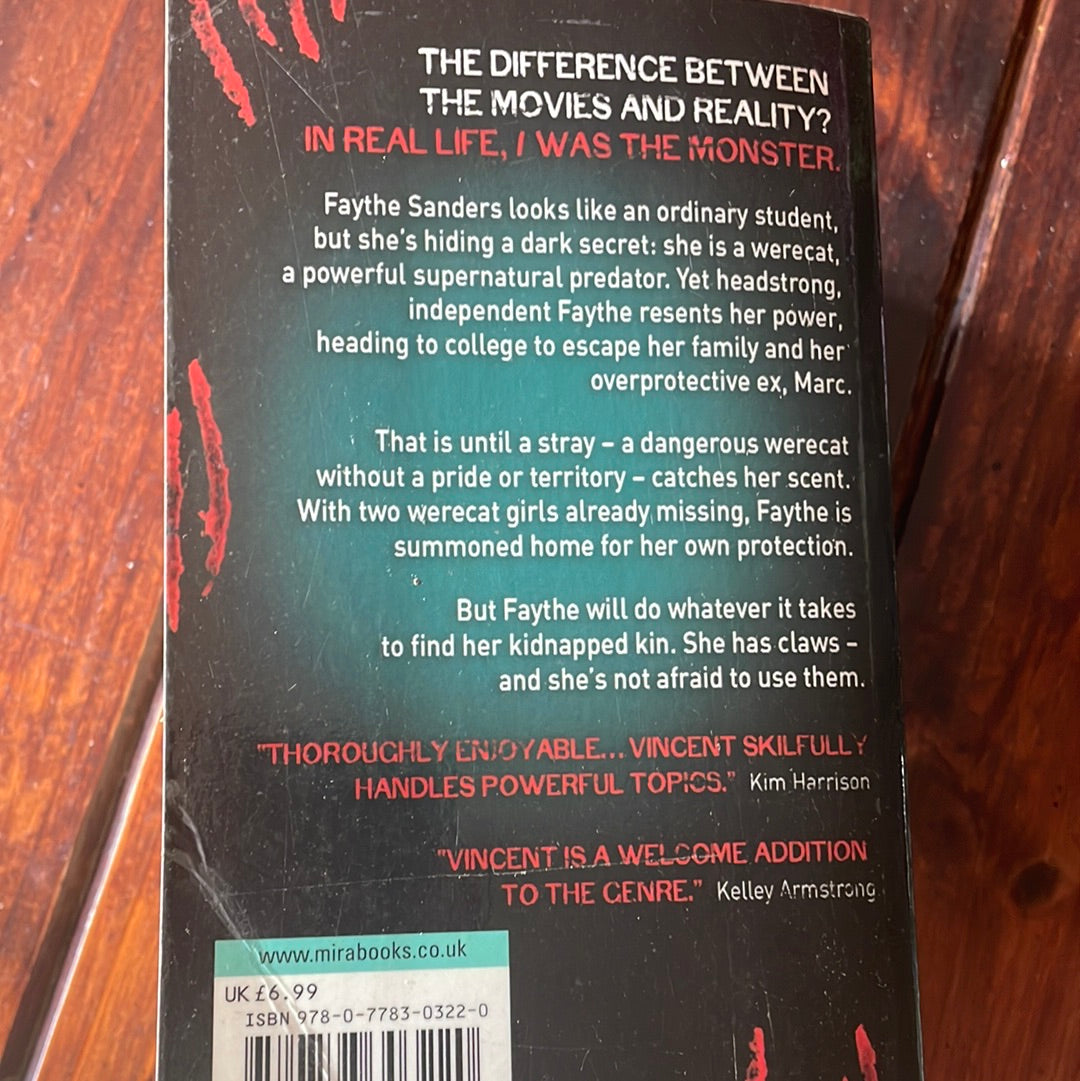 THE DIFFERENCE BETWEEN
THE MOVIES AND REALITY?
IN REAL LIFE, I WAS THE MONSTER.
Faythe Sanders looks like an ordinary student,
but she's hiding a dark secret: she is a werecat,
a powerful supernatural predator. Yet headstrong,
independent Faythe resents her power,
heading to college to escape her family and her
overprotective ex, Marc.
That is until a stray – a dangerous werecat
without a pride or territory – catches her scent.
With two werecat girls already missing, Faythe is
summoned home for her own protection.
But Faythe will do whatever it takes
to find her kidnapped kin. She has claws –
and she's not afraid to use them.
"THOROUGHLY ENJOYABLE... VINCENT SKILFULLY
HANDLES POWERFUL TOPICS." Kim Harrison
"VINCENT IS A WELCOME ADDITION
TO THE GENRE." Kelley Armstrong
www.mirabooks.co.uk
UK £6.99
ISBN 978-0-7783-0322-0